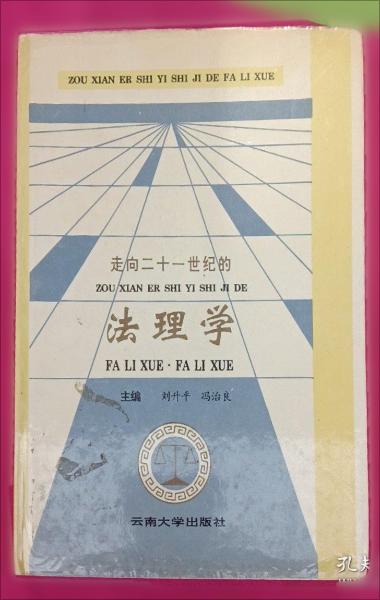 ZOU XIAN ER SHI YI SHI JI DE FA LI XUE
走向二十一世纪的
ZOU XIAN ER SHI YI SHI JI DE
法理学
FA LI XUE · FA LI XUE
主编 刘升平 冯治良
云南大学出版社
孔夫